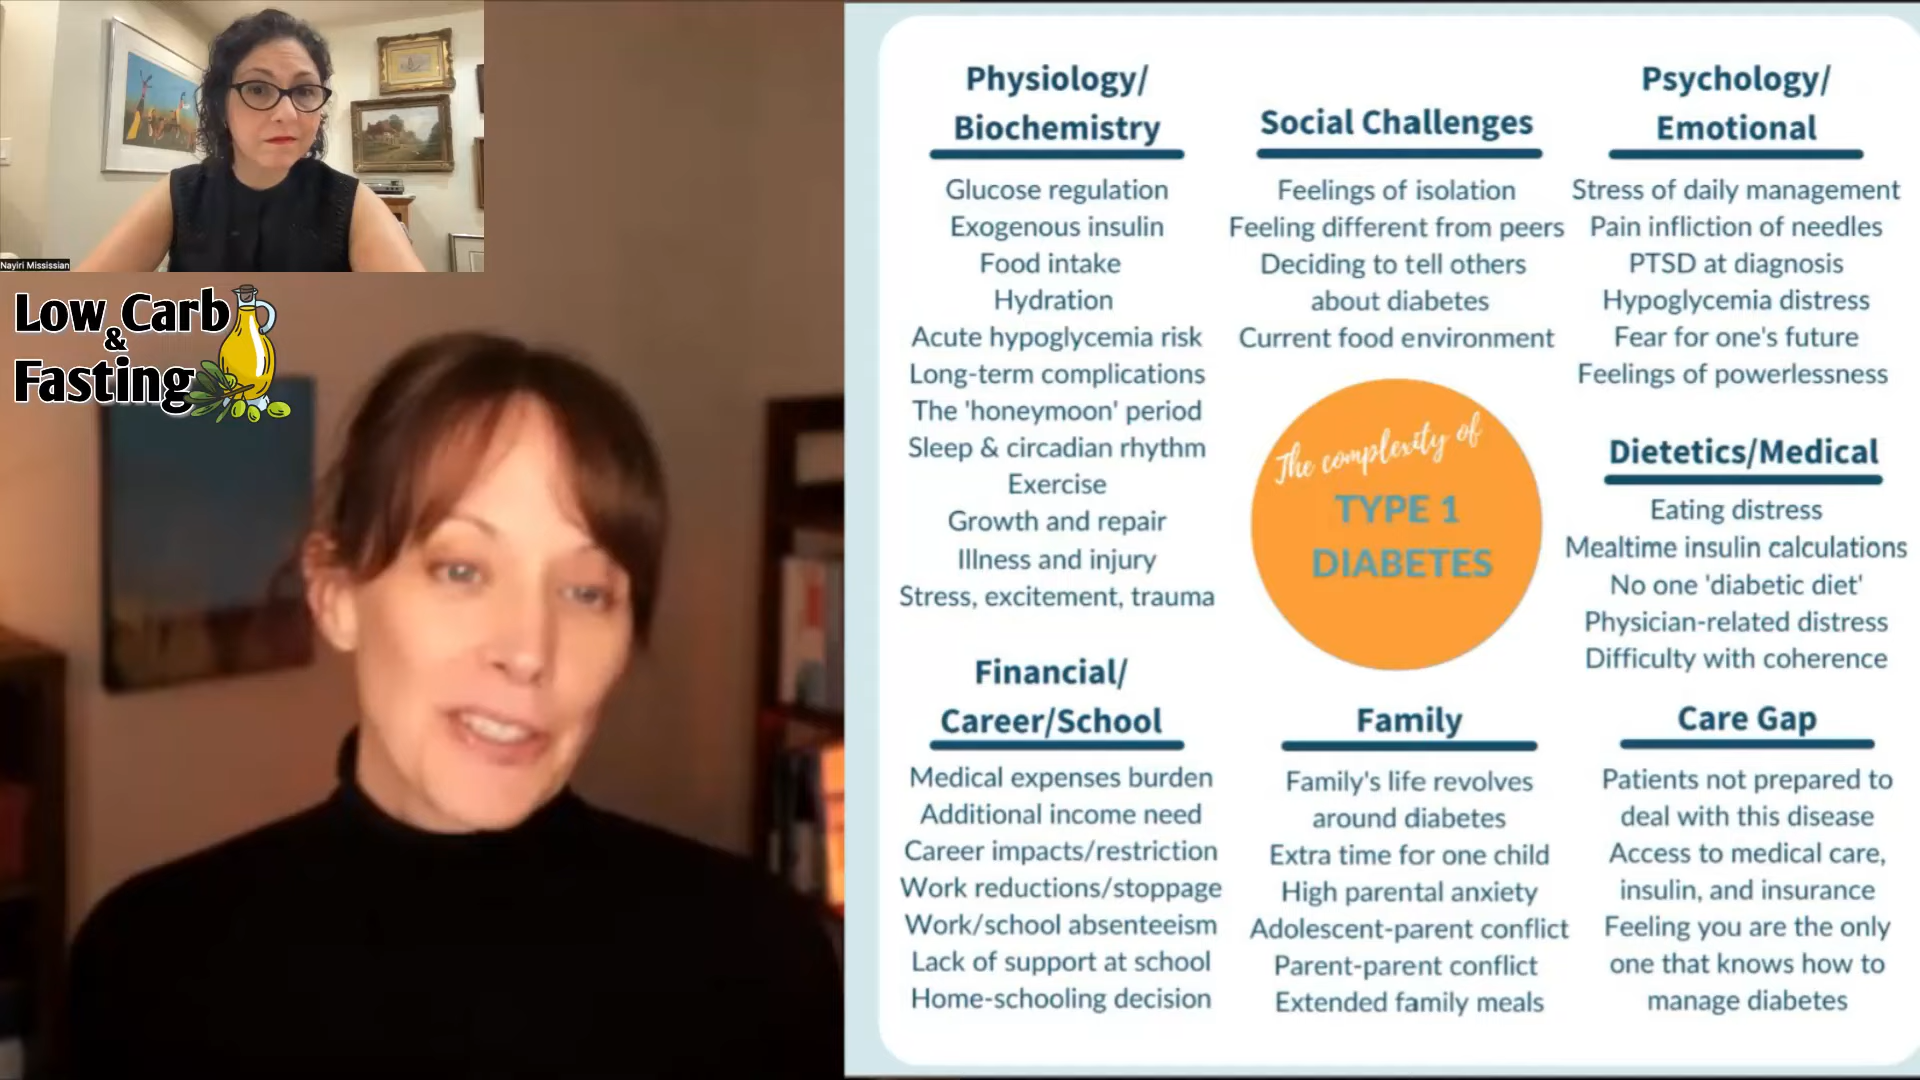 Nayiri Mississian
Low Carb
&
Fasting
Physiology/
Biochemistry
Glucose regulation
Exogenous insulin
Food intake
Hydration
Acute hypoglycemia risk
Long-term complications
The 'honeymoon' period
Sleep & circadian rhythm
Exercise
Growth and repair
Illness and injury
Stress, excitement, trauma
Social Challenges
Feelings of isolation
Feeling different from peers
Deciding to tell others
about diabetes
Current food environment
Psychology/
Emotional
Stress of daily management
Pain infliction of needles
PTSD at diagnosis
Hypoglycemia distress
Fear for one's future
Feelings of powerlessness
The complexity of
TYPE 1
DIABETES
Dietetics/Medical
Eating distress
Mealtime insulin calculations
No one 'diabetic diet'
Physician-related distress
Difficulty with coherence
Financial/
Career/School
Medical expenses burden
Additional income need
Career impacts/restriction
Work reductions/stoppage
Work/school absenteeism
Lack of support at school
Home-schooling decision
Family
Family's life revolves
around diabetes
Extra time for one child
High parental anxiety
Adolescent-parent conflict
Parent-parent conflict
Extended family meals
Care Gap
Patients not prepared to
deal with this disease
Access to medical care,
insulin, and insurance
Feeling you are the only
one that knows how to
manage diabetes